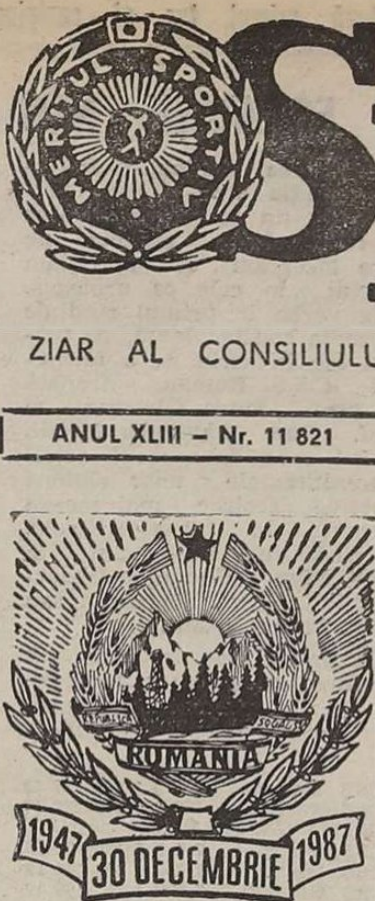 MERITUL SPORTIV
S
ZIAR AL CONSILIULU
ANUL XLIII – Nr. 11 821
ROMANIA
1947 30 DECEMBRIE 1987